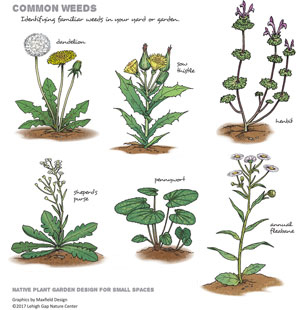 COMMON WEEDS
Identifying familiar weeds in your yard or garden.
dandelion
sow
thistle
henbit
shepherd's
purse
pennywort
annual
fleabane
NATIVE PLANT GARDEN DESIGN FOR SMALL SPACES
Graphics by Maxfield Design
©2017 Lehigh Gap Nature Center